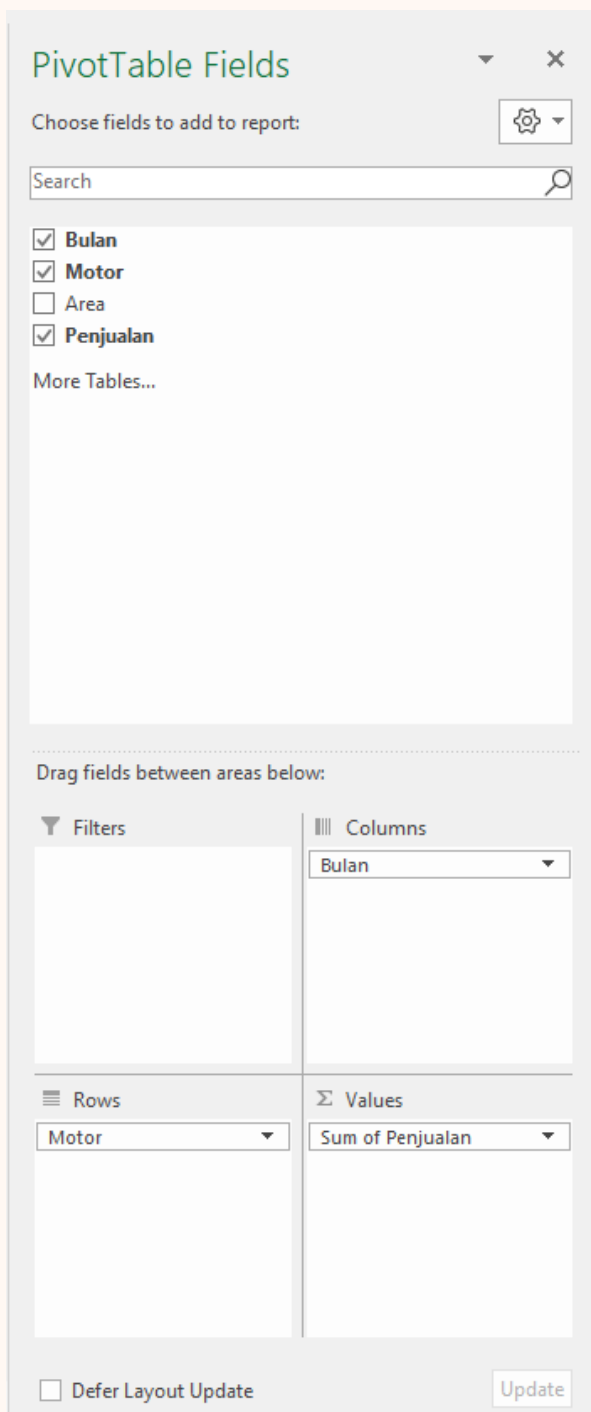 PivotTable Fields
Choose fields to add to report:
Search
Bulan
Motor
Area
Penjualan
More Tables...
Drag fields between areas below:
Filters
Columns
Bulan
Rows
Σ Values
Motor
Sum of Penjualan
Defer Layout Update
Update